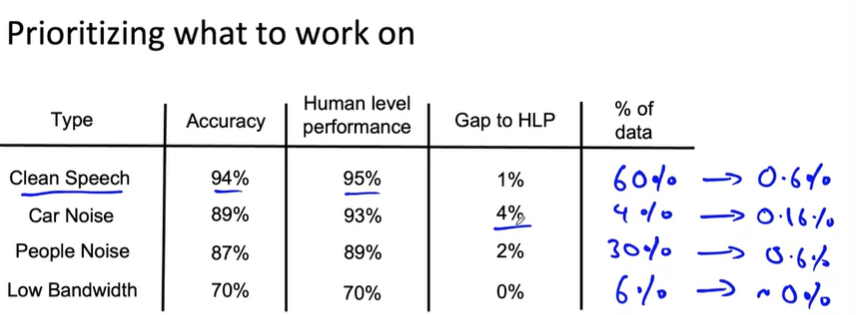 Prioritizing what to work on
Type Accuracy Human level performance Gap to HLP % of data
Clean Speech 94% 95% 1% 60% → 0.6%
Car Noise 89% 93% 4% 4% → 0.16%
People Noise 87% 89% 2% 30% → 0.6%
Low Bandwidth 70% 70% 0% 6% → ~0%